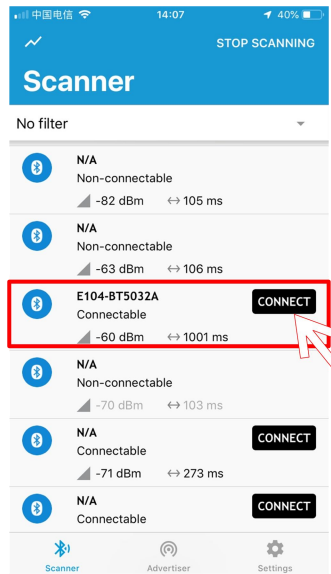 中国电信 14:07 40%
STOP SCANNING
Scanner
No filter
N/A
Non-connectable
-82 dBm ↔ 105 ms
N/A
Non-connectable
-63 dBm ↔ 106 ms
E104-BT5032A CONNECT
Connectable
-60 dBm ↔ 1001 ms
N/A
Non-connectable
-70 dBm ↔ 103 ms
N/A CONNECT
Connectable
-71 dBm ↔ 273 ms
N/A CONNECT
Connectable
Scanner Advertiser Settings